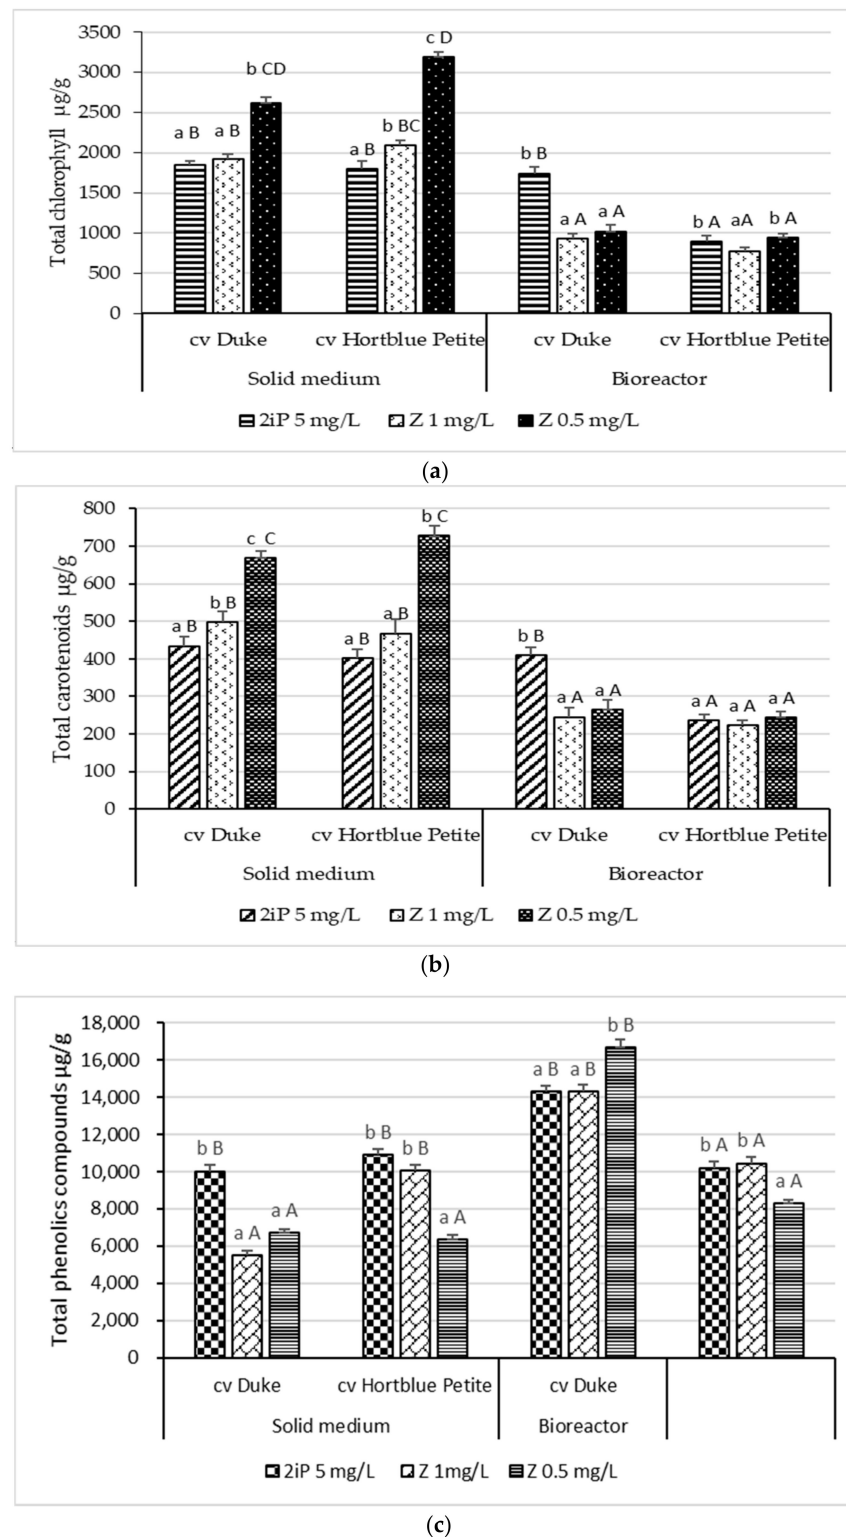 3500
3000
2500
2000
1500
1000
500
0
Total chlorophyll µg/g
a B
a B
b CD
a B
b BC
c D
b B
a A
a A
b A
aA
b A
cv Duke
cv Hortblue Petite
cv Duke
cv Hortblue Petite
Solid medium
Bioreactor
2iP 5 mg/L
Z 1 mg/L
Z 0.5 mg/L
(a)
800
700
600
500
400
300
200
100
0
Total carotenoids µg/g
a B
b B
c C
a B
a B
b C
b B
a A
a A
a A
a A
a A
cv Duke
cv Hortblue Petite
cv Duke
cv Hortblue Petite
Solid medium
Bioreactor
2iP 5 mg/L
Z 1 mg/L
Z 0.5 mg/L
(b)
18,000
16,000
14,000
12,000
10,000
8,000
6,000
4,000
2,000
0
Total phenolics compounds µg/g
b B
a A
a A
b B
b B
a A
a B
a B
b B
b A
b A
a A
cv Duke
cv Hortblue Petite
cv Duke
Solid medium
Bioreactor
2iP 5 mg/L
Z 1mg/L
Z 0.5 mg/L
(c)